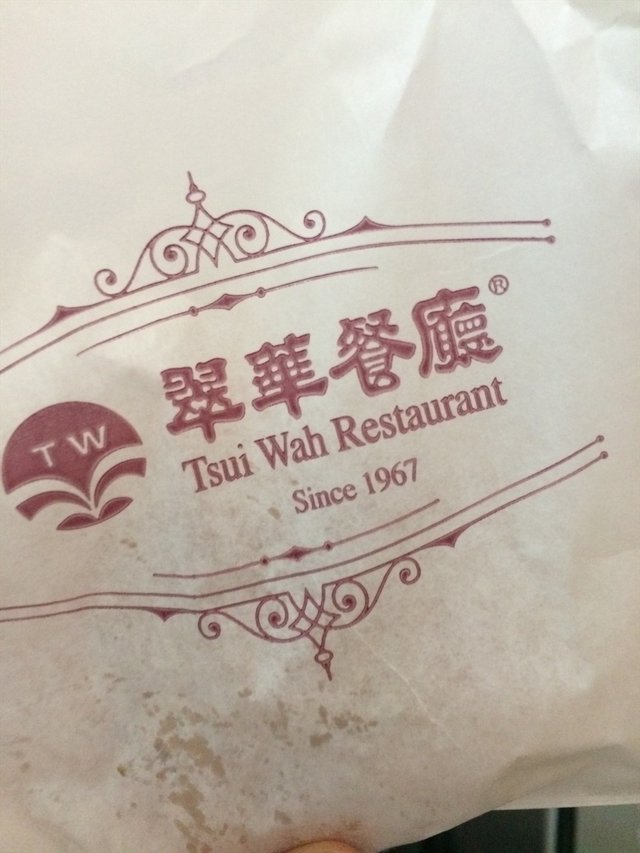 翠華餐廳®
TW
Tsui Wah Restaurant
Since 1967